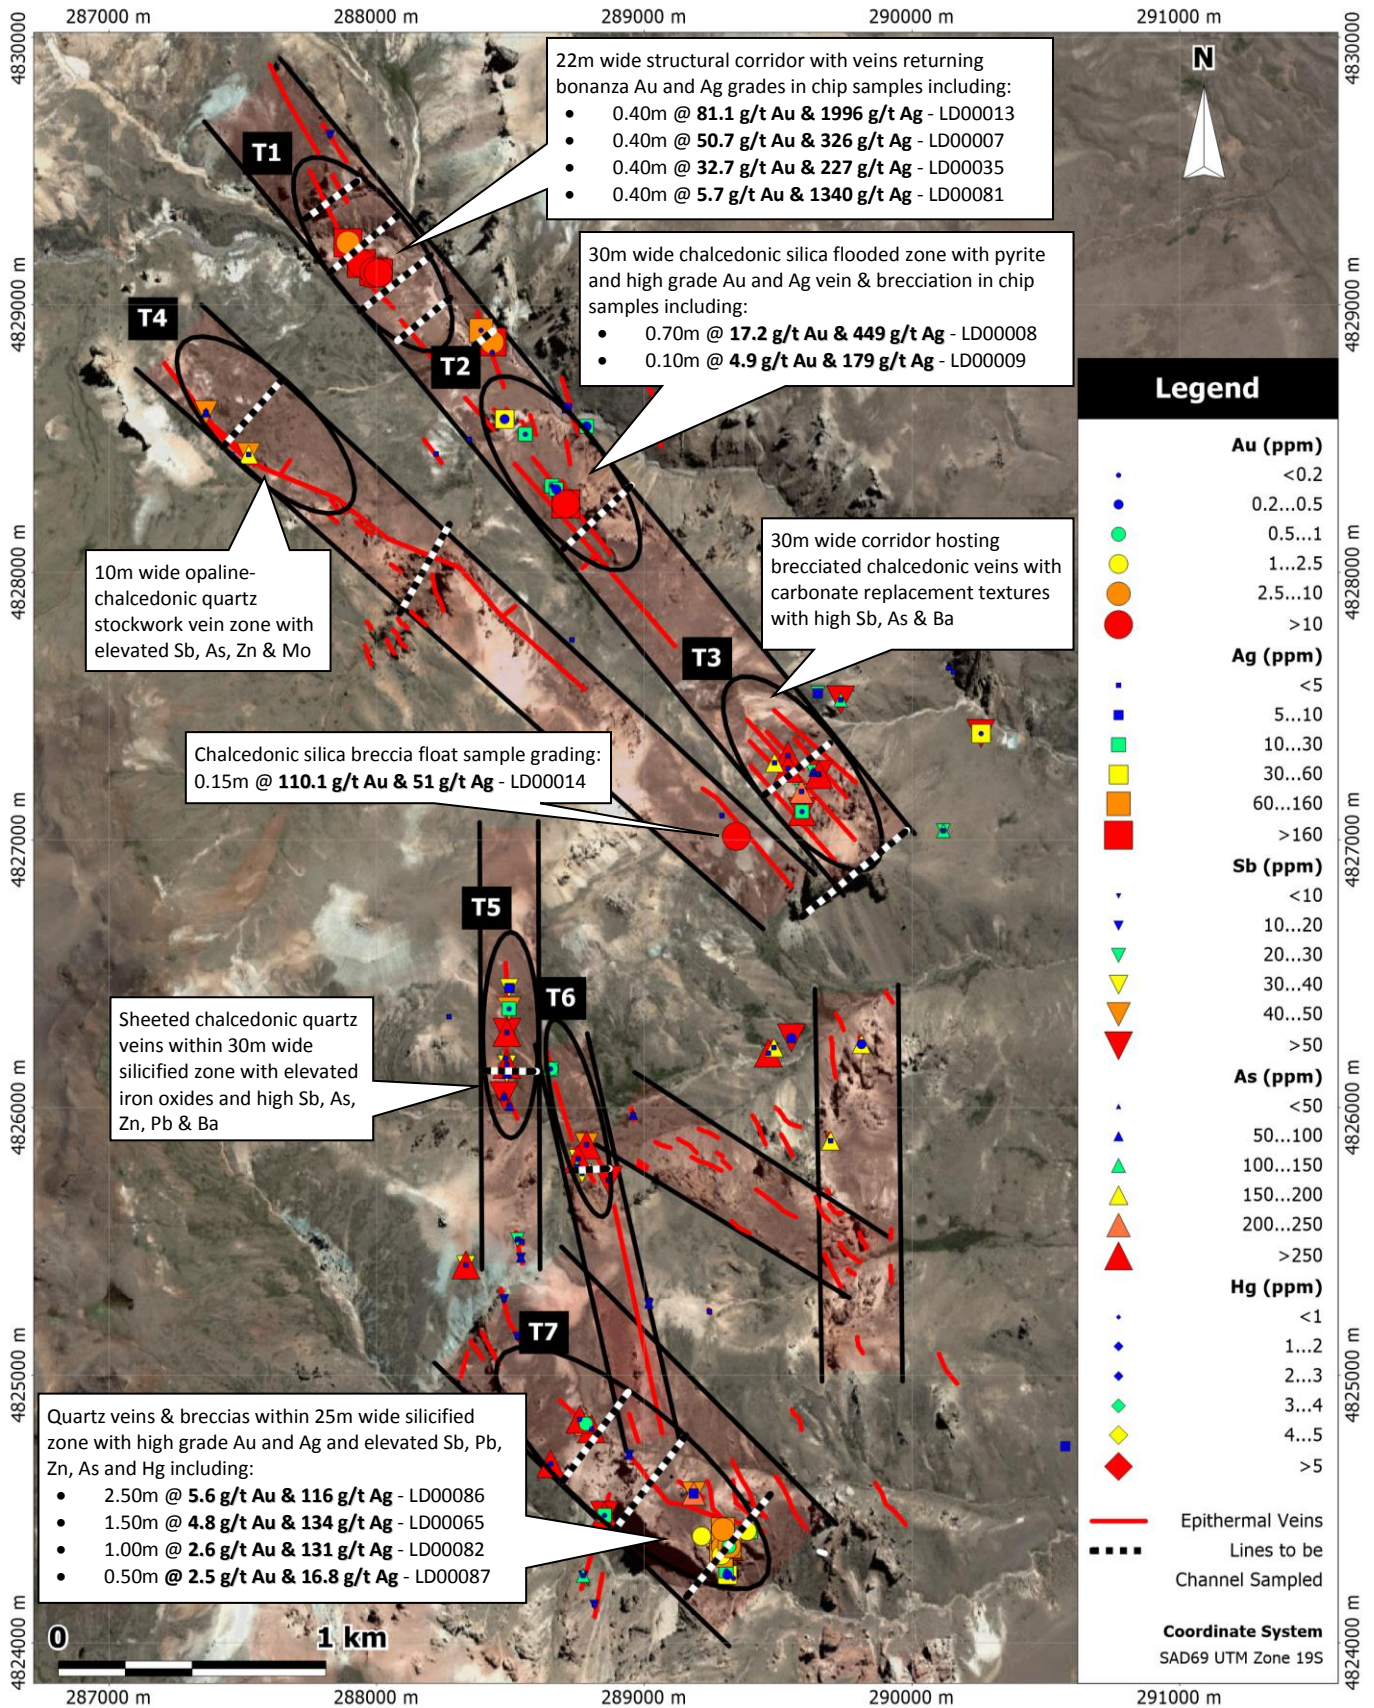 287000 m
288000 m
289000 m
290000 m
291000 m
4830000
4830000
N
22m wide structural corridor with veins returning
bonanza Au and Ag grades in chip samples including:
• 0.40m @ 81.1 g/t Au & 1996 g/t Ag - LD00013
• 0.40m @ 50.7 g/t Au & 326 g/t Ag - LD00007
• 0.40m @ 32.7 g/t Au & 227 g/t Ag - LD00035
• 0.40m @ 5.7 g/t Au & 1340 g/t Ag - LD00081
T1
30m wide chalcedonic silica flooded zone with pyrite
and high grade Au and Ag vein & brecciation in chip
samples including:
• 0.70m @ 17.2 g/t Au & 449 g/t Ag - LD00008
• 0.10m @ 4.9 g/t Au & 179 g/t Ag - LD00009
4829000 m
4829000 m
T4
T2
10m wide opaline-
chalcedonic quartz
stockwork vein zone with
elevated Sb, As, Zn & Mo
30m wide corridor hosting
brecciated chalcedonic veins with
carbonate replacement textures
with high Sb, As & Ba
4828000 m
4828000 m
T3
Chalcedonic silica breccia float sample grading:
0.15m @ 110.1 g/t Au & 51 g/t Ag - LD00014
4827000 m
4827000 m
T5
T6
Sheeted chalcedonic quartz
veins within 30m wide
silicified zone with elevated
iron oxides and high Sb, As,
Zn, Pb & Ba
4826000 m
4826000 m
T7
4825000 m
4825000 m
Quartz veins & breccias within 25m wide silicified
zone with high grade Au and Ag and elevated Sb, Pb,
Zn, As and Hg including:
• 2.50m @ 5.6 g/t Au & 116 g/t Ag - LD00086
• 1.50m @ 4.8 g/t Au & 134 g/t Ag - LD00065
• 1.00m @ 2.6 g/t Au & 131 g/t Ag - LD00082
• 0.50m @ 2.5 g/t Au & 16.8 g/t Ag - LD00087
4824000 m
4824000 m
0 1 km
287000 m
288000 m
289000 m
290000 m
291000 m
Legend
Au (ppm)
<0.2
0.2...0.5
0.5...1
1...2.5
2.5...10
>10
Ag (ppm)
<5
5...10
10...30
30...60
60...160
>160
Sb (ppm)
<10
10...20
20...30
30...40
40...50
>50
As (ppm)
<50
50...100
100...150
150...200
200...250
>250
Hg (ppm)
<1
1...2
2...3
3...4
4...5
>5
Epithermal Veins
Lines to be
Channel Sampled
Coordinate System
SAD69 UTM Zone 19S